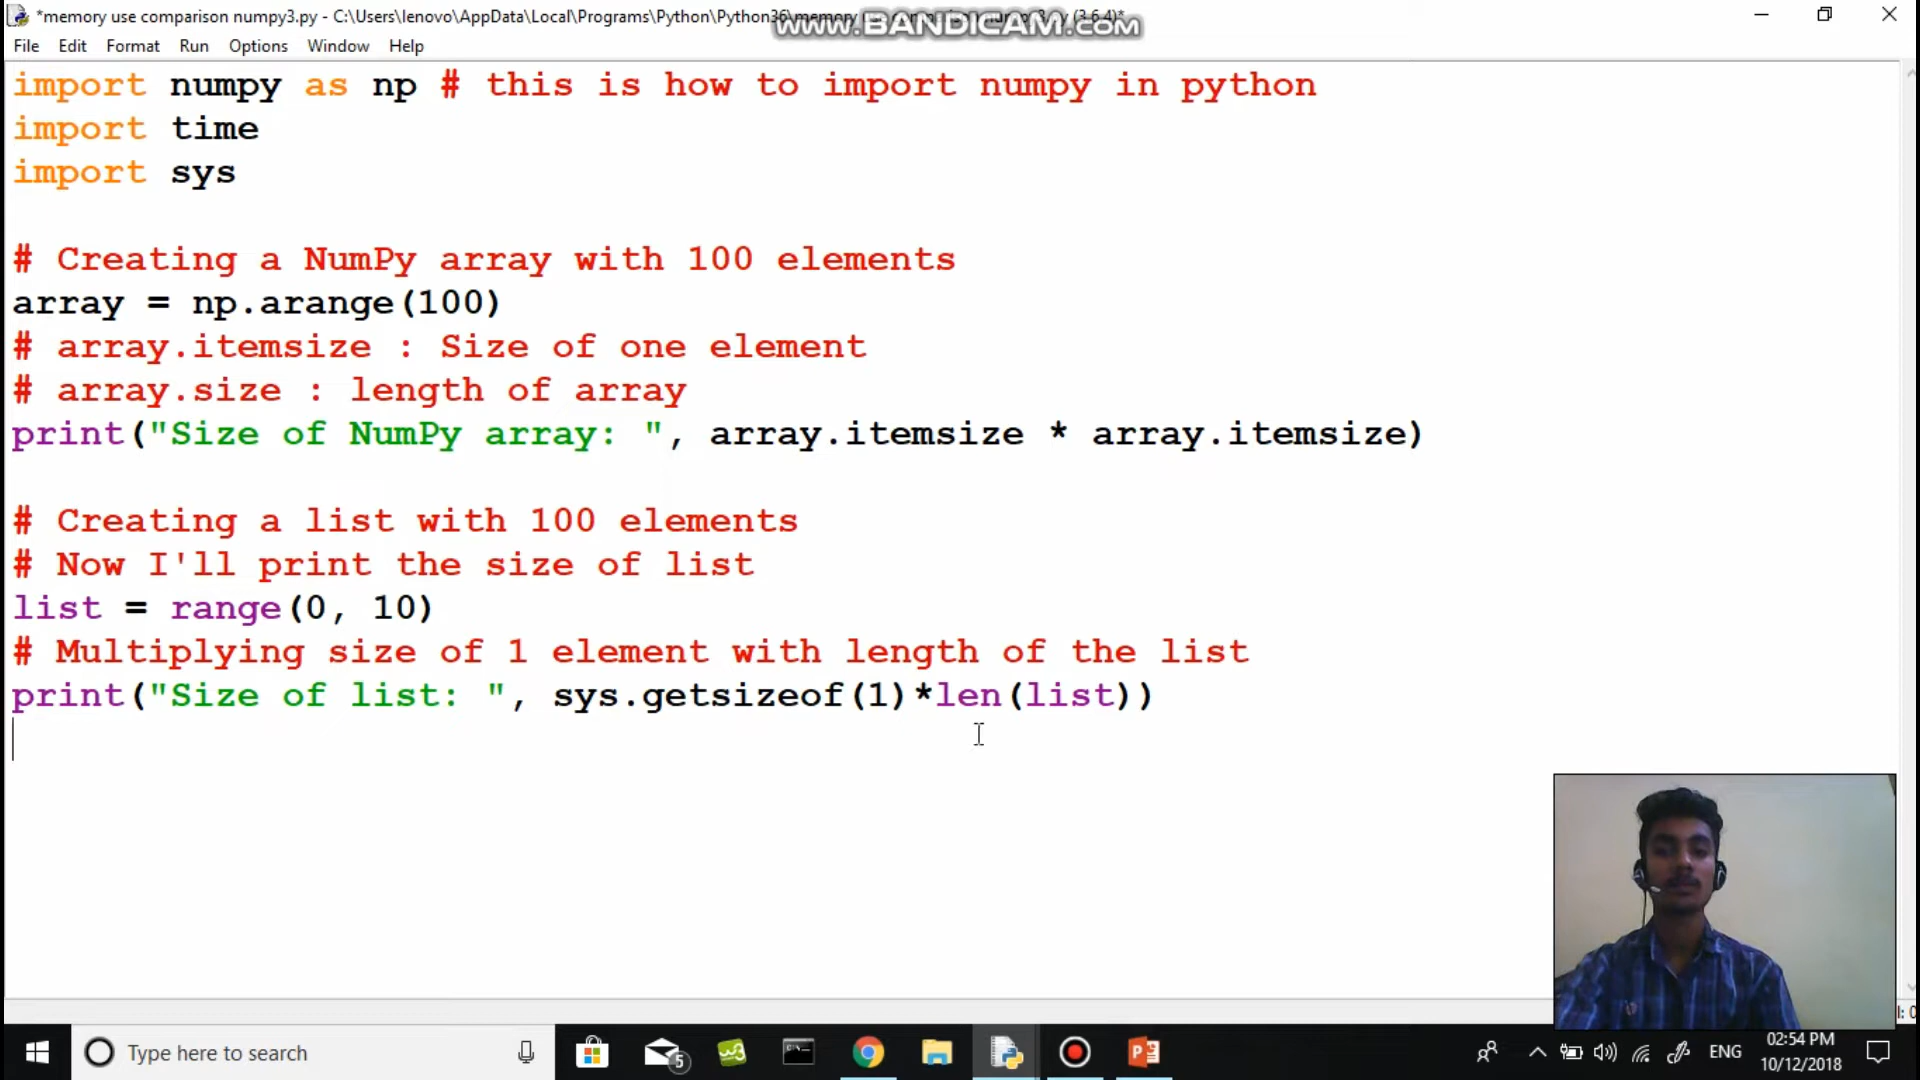 *memory use comparison numpy3.py - C:\Users\lenovo\AppData\Local\Programs\Python\Python36\memory (3.6.4)*
www.BANDICAM.com
File Edit Format Run Options Window Help
import numpy as np # this is how to import numpy in python
import time
import sys
# Creating a NumPy array with 100 elements
array = np.arange(100)
# array.itemsize : Size of one element
# array.size : length of array
print("Size of NumPy array: ", array.itemsize * array.itemsize)
# Creating a list with 100 elements
# Now I'll print the size of list
list = range(0, 10)
# Multiplying size of 1 element with length of the list
print("Size of list: ", sys.getsizeof(1)*len(list))
Type here to search
5
w3
ENG
02:54 PM
10/12/2018